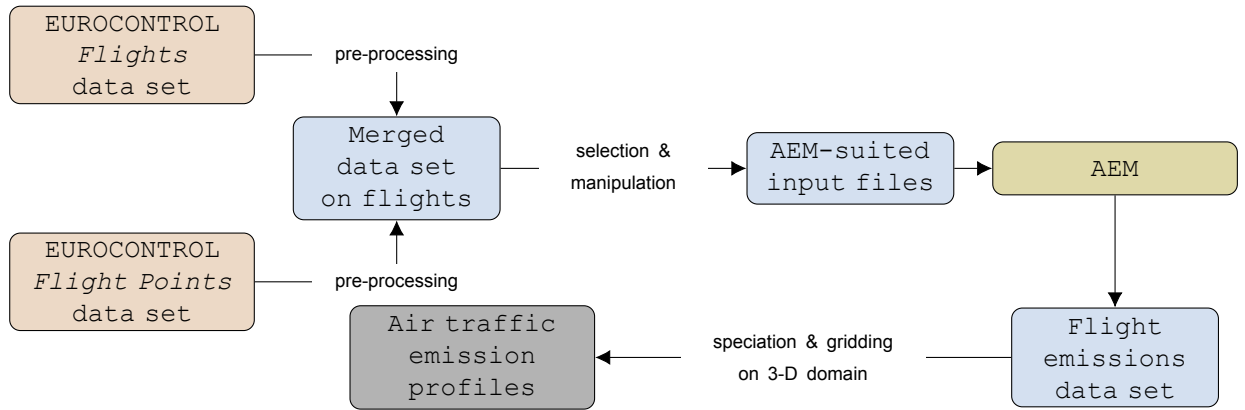 EUROCONTROL
Flights
data set
pre-processing
Merged
data set
on flights
selection &
manipulation
AEM-suited
input files
AEM
EUROCONTROL
Flight Points
data set
pre-processing
Air traffic
emission
profiles
speciation & gridding
on 3-D domain
Flight
emissions
data set